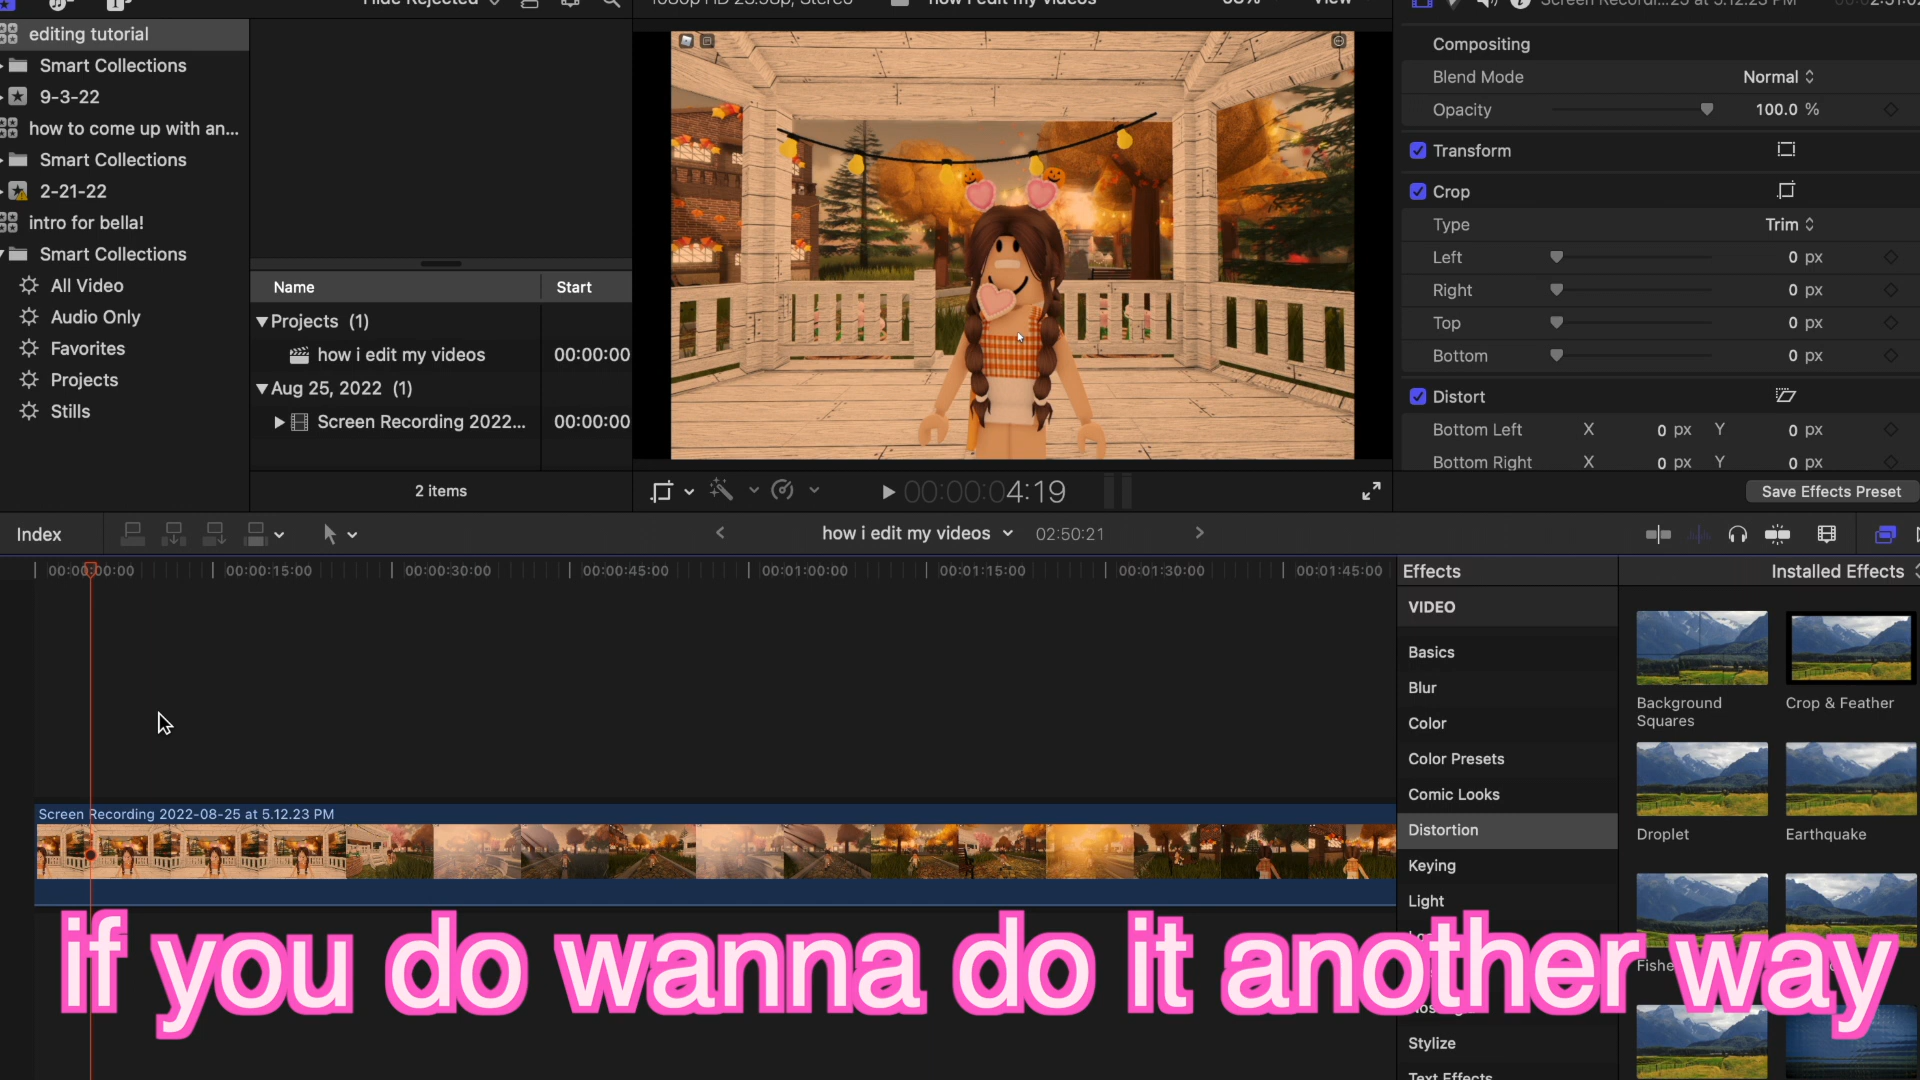 editing tutorial
Smart Collections
9-3-22
how to come up with an...
Smart Collections
2-21-22
intro for bella!
Smart Collections
All Video
Audio Only
Favorites
Projects
Stills
Hide Rejected
Name Start
Projects (1)
how i edit my videos 00:00:00
Aug 25, 2022 (1)
Screen Recording 2022... 00:00:00
2 items
how i edit my videos
View
00:00:04:19
Compositing
Blend Mode Normal
Opacity 100.0 %
Transform
Crop
Type Trim
Left 0 px
Right 0 px
Top 0 px
Bottom 0 px
Distort
Bottom Left X 0 px Y 0 px
Bottom Right X 0 px Y 0 px
Save Effects Preset
Index
how i edit my videos 02:50:21
00:00:00:00 00:00:15:00 00:00:30:00 00:00:45:00 00:01:00:00 00:01:15:00 00:01:30:00 00:01:45:00
Screen Recording 2022-08-25 at 5.12.23 PM
Effects Installed Effects
VIDEO
Basics
Blur
Color
Color Presets
Comic Looks
Distortion
Keying
Light
Stylize
Text Effects
Background
Squares
Crop & Feather
Droplet
Earthquake
if you do wanna do it another way